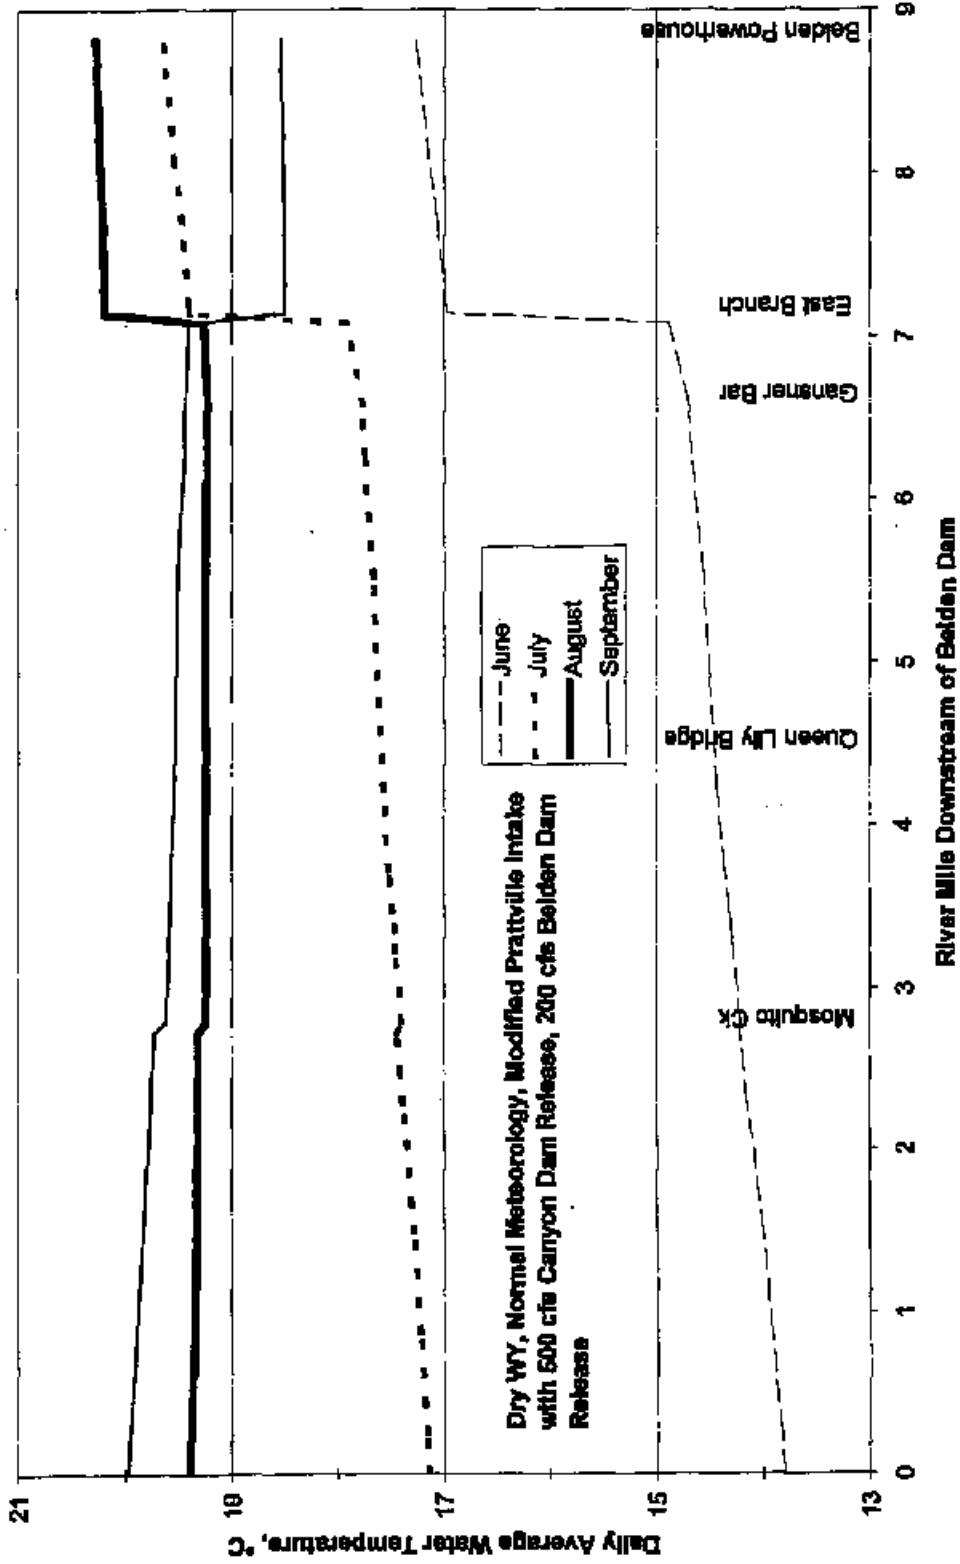 21
19
17
15
13
Daily Average Water Temperature, °C
Dry WY, Normal Meteorology, Modified Prattville Intake
with 500 cfs Canyon Dam Release, 200 cfs Belden Dam
Release
June
July
August
September
Mosquito Ck
Queen Lily Bridge
Gansner Bar
East Branch
Belden Powerhouse
0
1
2
3
4
5
6
7
8
9
River Mile Downstream of Belden Dam